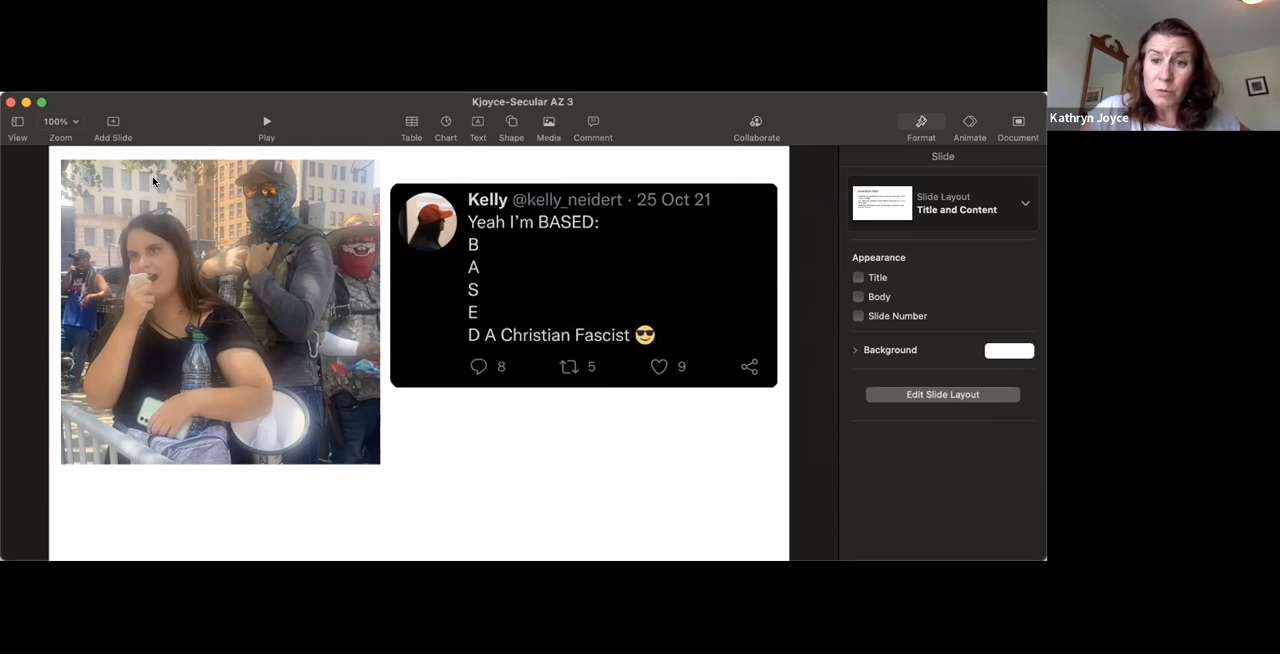 Kjoyce-Secular AZ 3
100%
View
Zoom
Add Slide
Play
Table
Chart
Text
Shape
Media
Comment
Collaborate
Format
Animate
Document
Kathryn Joyce
Kelly @kelly_neidert · 25 Oct 21
Yeah I'm BASED:
B
A
S
E
D A Christian Fascist 😎
8 5 9
Slide
Slide Layout
Title and Content
Appearance
Title
Body
Slide Number
Background
Edit Slide Layout